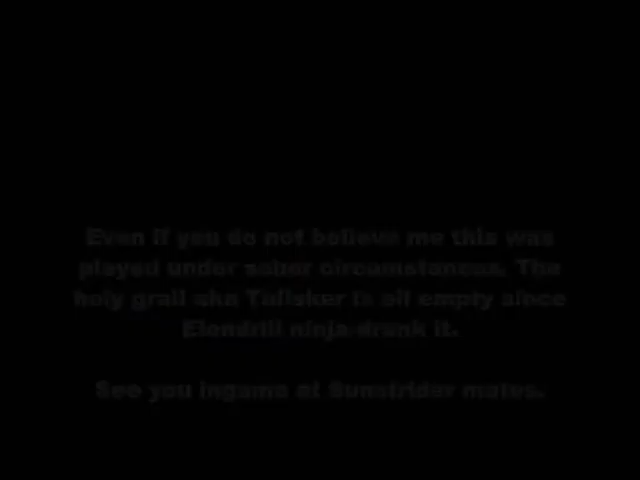 Even if you do not believe me this was
played under sober circumstances. The
holy grail aka Tullsker is all empty since
Elendrill ninja drank it.
See you ingame at Sunstrider mates.